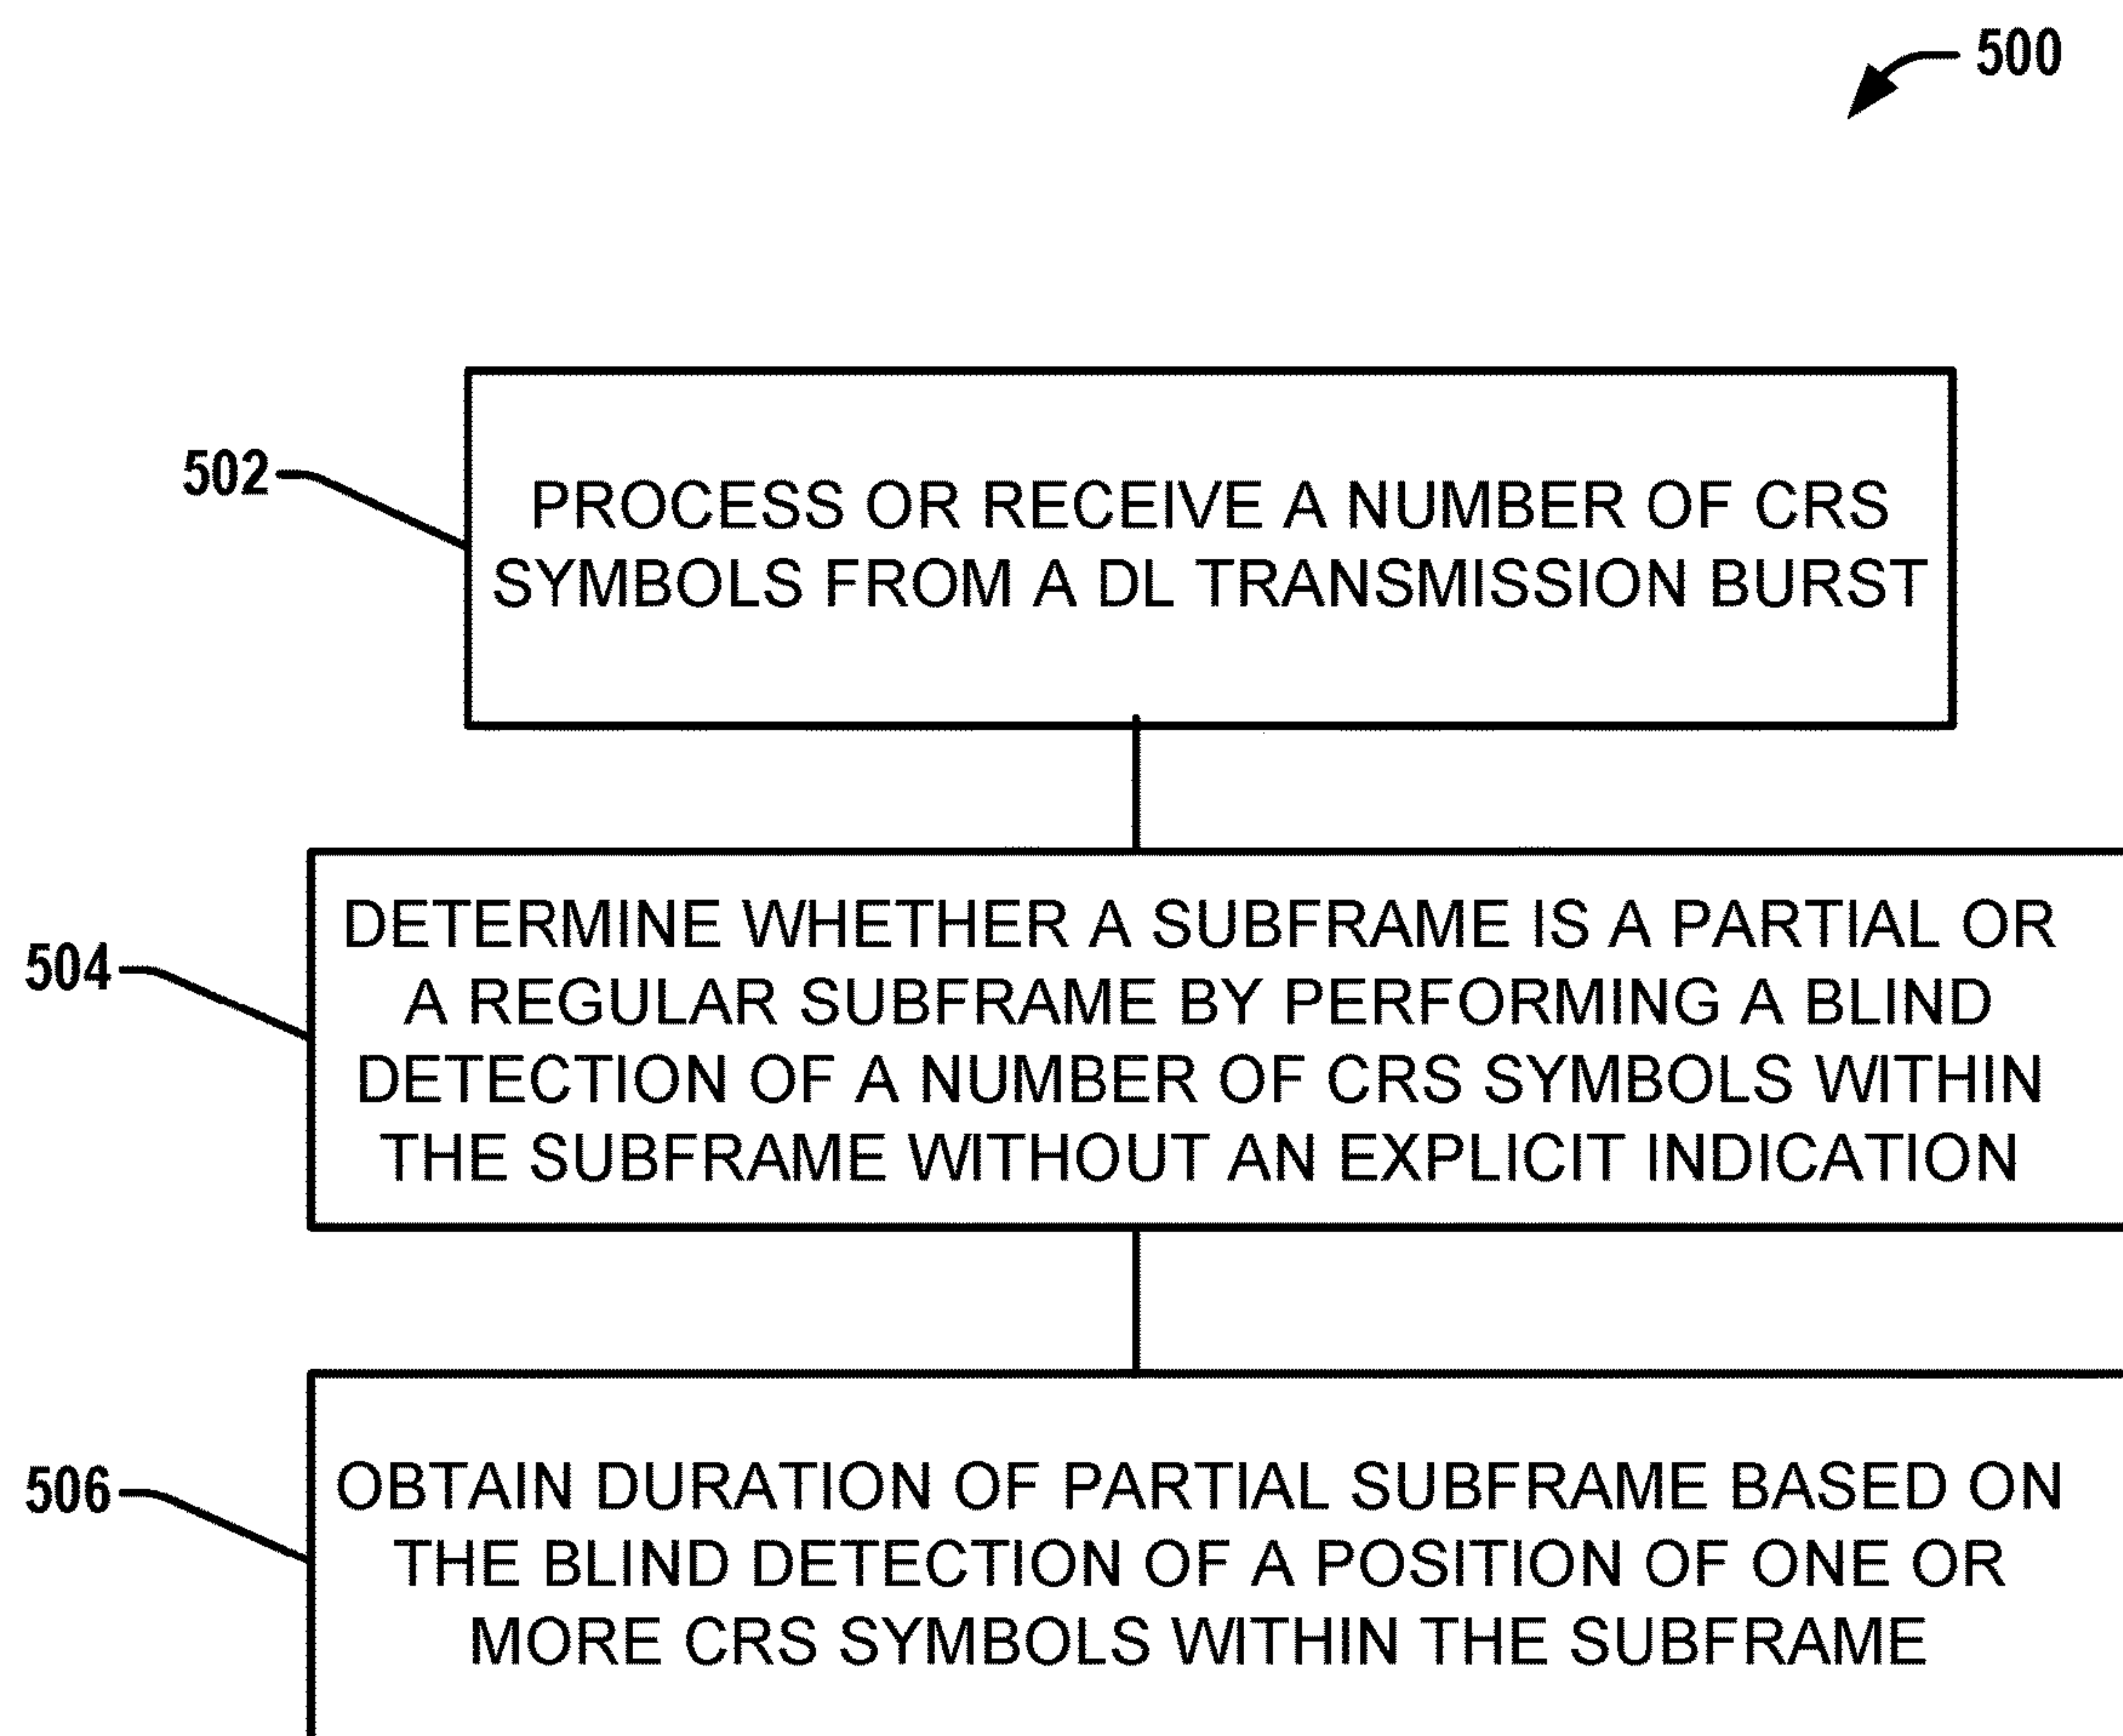 500
502
PROCESS OR RECEIVE A NUMBER OF CRS
SYMBOLS FROM A DL TRANSMISSION BURST
504
DETERMINE WHETHER A SUBFRAME IS A PARTIAL OR
A REGULAR SUBFRAME BY PERFORMING A BLIND
DETECTION OF A NUMBER OF CRS SYMBOLS WITHIN
THE SUBFRAME WITHOUT AN EXPLICIT INDICATION
506
OBTAIN DURATION OF PARTIAL SUBFRAME BASED ON
THE BLIND DETECTION OF A POSITION OF ONE OR
MORE CRS SYMBOLS WITHIN THE SUBFRAME